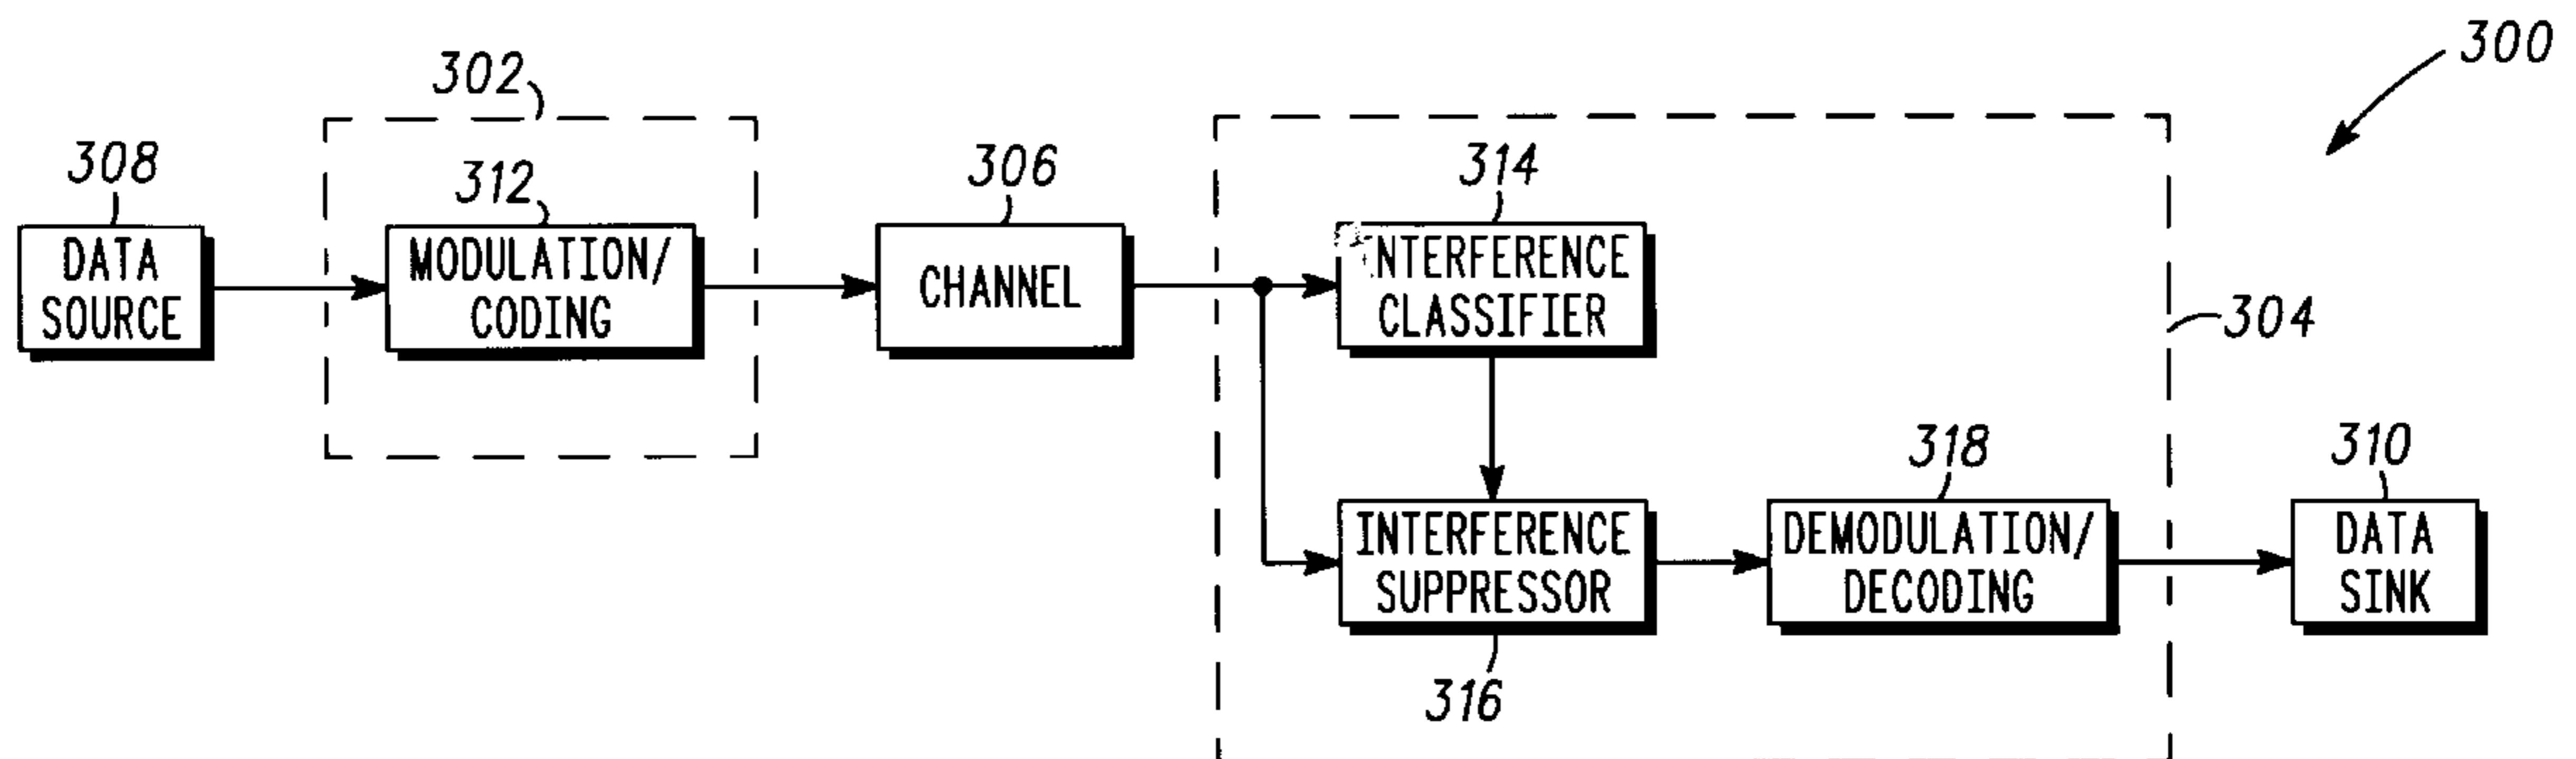 300
302
308
312
306
314
DATA
SOURCE
MODULATION/
CODING
CHANNEL
INTERFERENCE
CLASSIFIER
304
318
310
INTERFERENCE
SUPPRESSOR
DEMODULATION/
DECODING
DATA
SINK
316